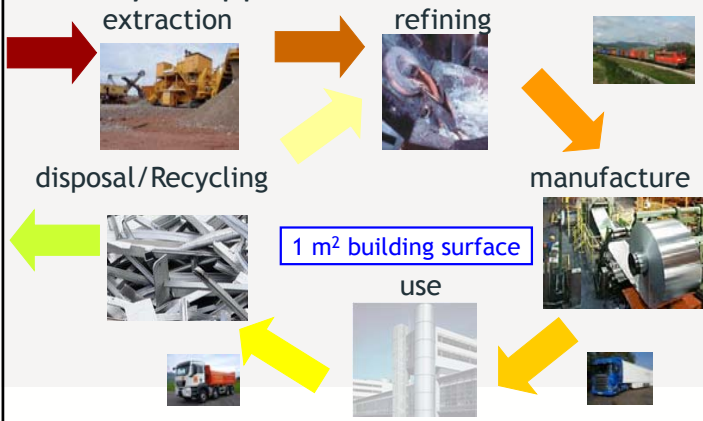 extraction
refining
disposal/Recycling
manufacture
1 m² building surface
use